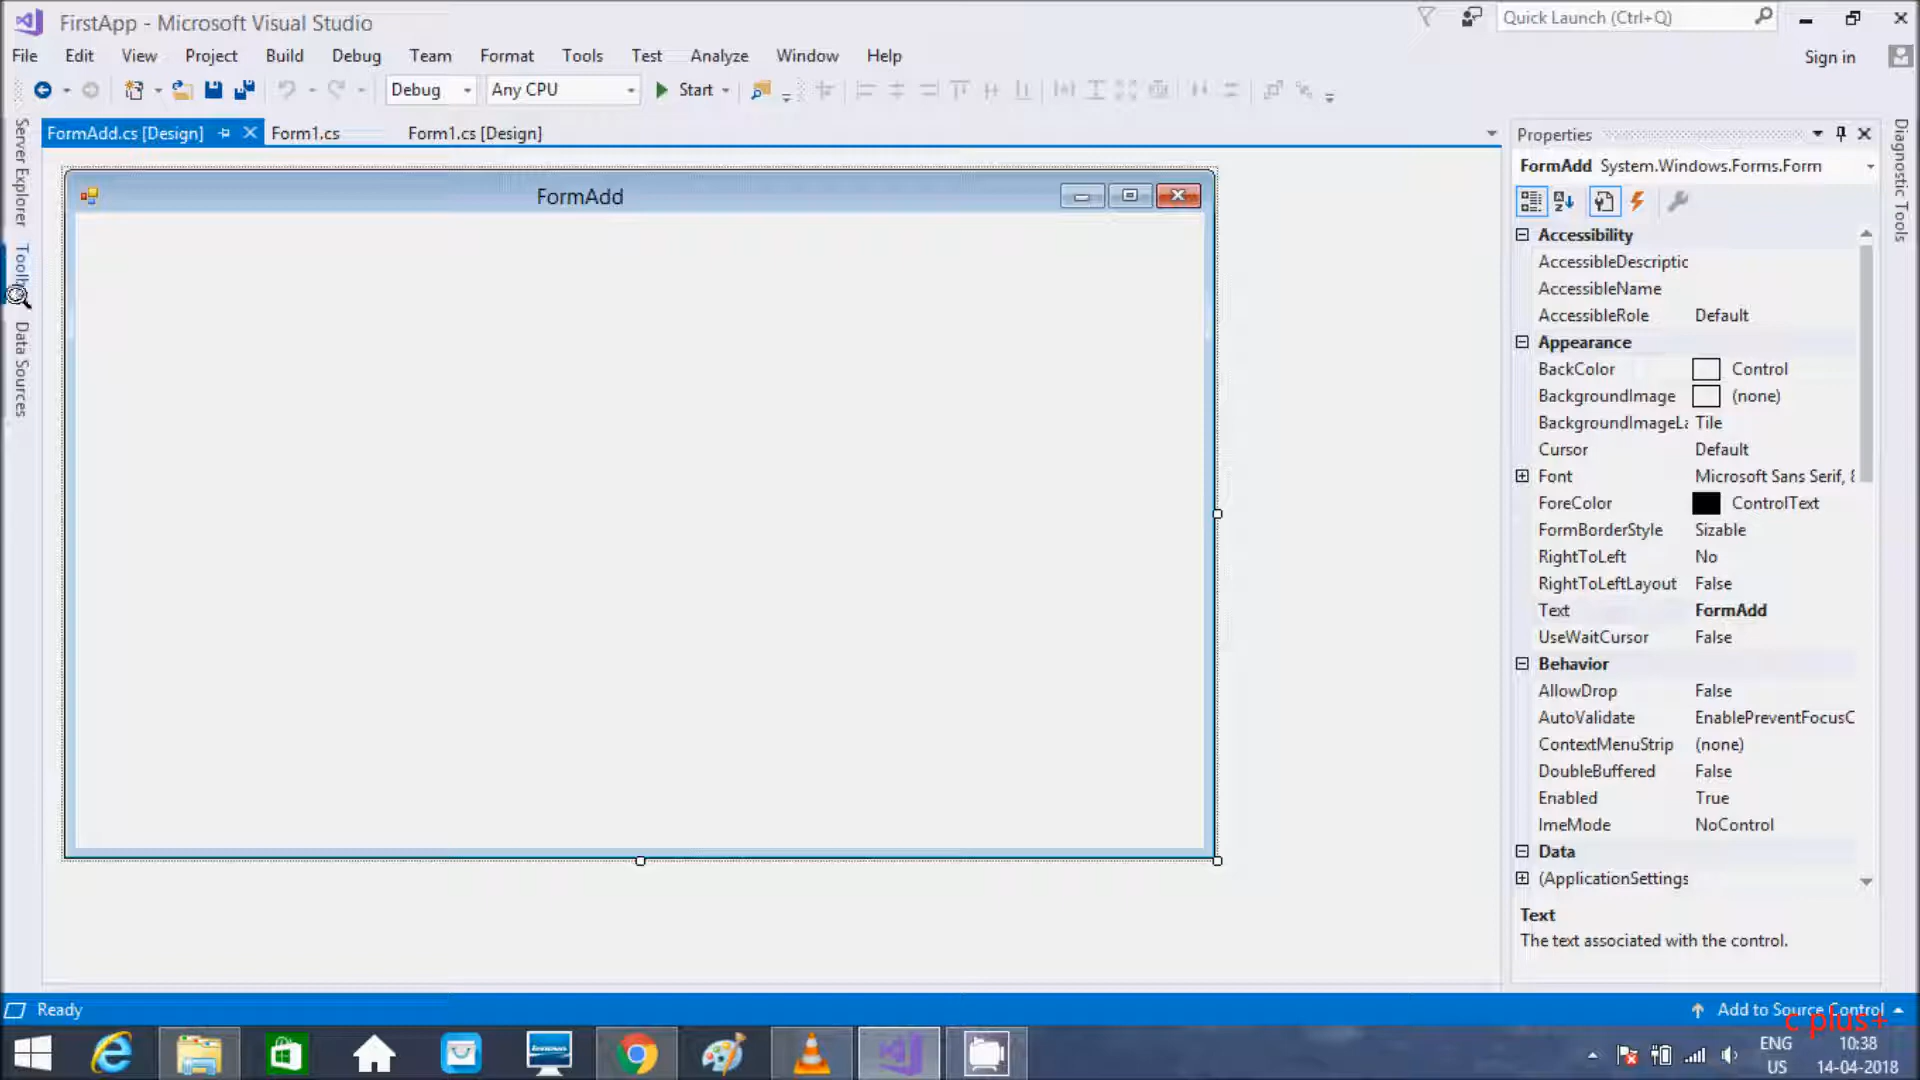 FirstApp - Microsoft Visual Studio
Quick Launch (Ctrl+Q)
File Edit View Project Build Debug Team Format Tools Test Analyze Window Help
Sign in
Debug Any CPU Start
FormAdd.cs [Design] Form1.cs Form1.cs [Design]
Server Explorer
Data Sources
FormAdd
Properties
FormAdd System.Windows.Forms.Form
Accessibility
AccessibleDescriptic
AccessibleName
AccessibleRole Default
Appearance
BackColor Control
BackgroundImage (none)
BackgroundImageLa Tile
Cursor Default
Font Microsoft Sans Serif, 8
ForeColor ControlText
FormBorderStyle Sizable
RightToLeft No
RightToLeftLayout False
Text FormAdd
UseWaitCursor False
Behavior
AllowDrop False
AutoValidate EnablePreventFocusC
ContextMenuStrip (none)
DoubleBuffered False
Enabled True
ImeMode NoControl
Data
(ApplicationSettings
Text
The text associated with the control.
Diagnostic Tools
Ready
Add to Source Control
c plus+
ENG
US
10:38
14-04-2018